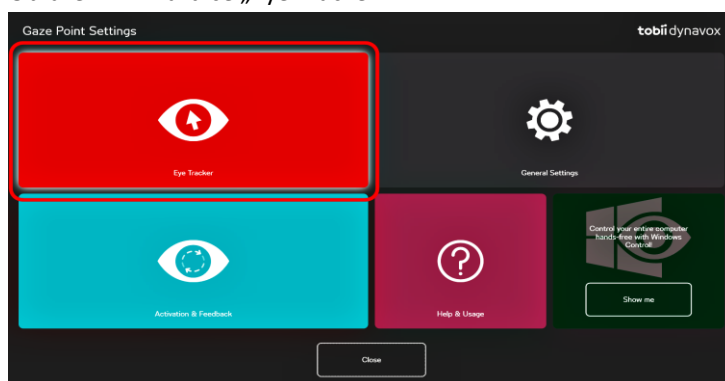 Gaze Point Settings
tobii dynavox
Eye Tracker
General Settings
Activation & Feedback
Help & Usage
Control your entire computer
hands-free with Windows
Control!
Show me
Close